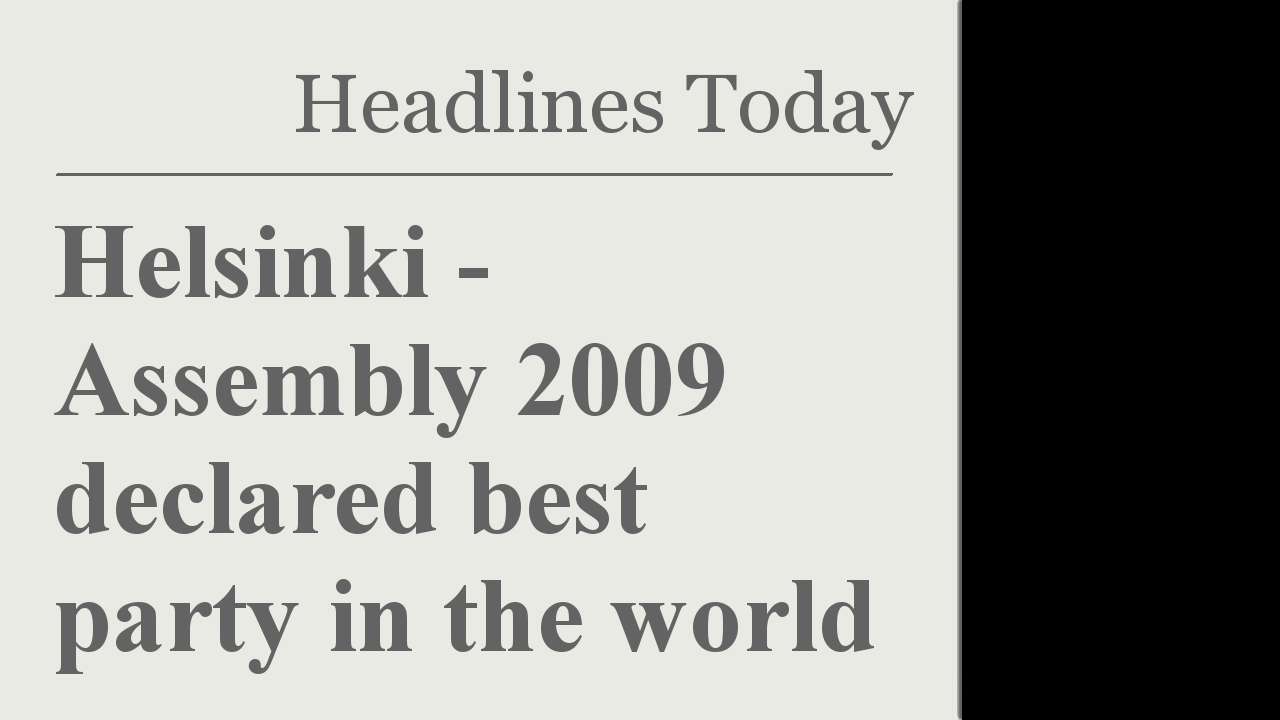 Headlines Today
Helsinki -
Assembly 2009
declared best
party in the world